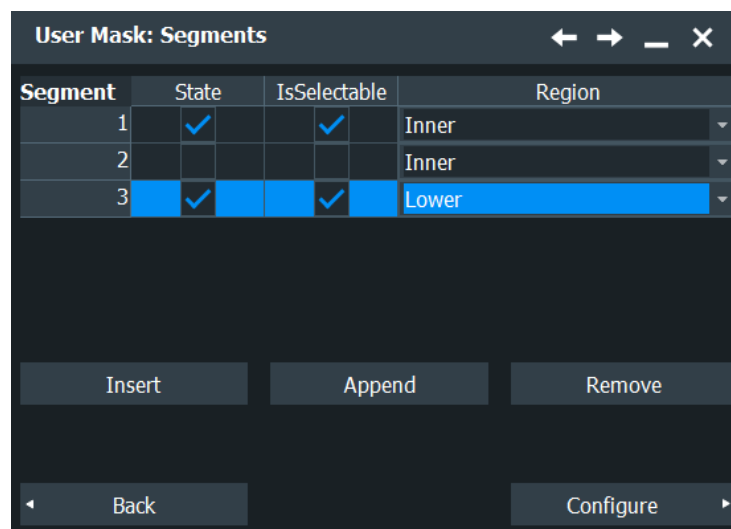 User Mask: Segments
Segment State IsSelectable Region
1 Inner
2 Inner
3 Lower
Insert Append Remove
Back Configure